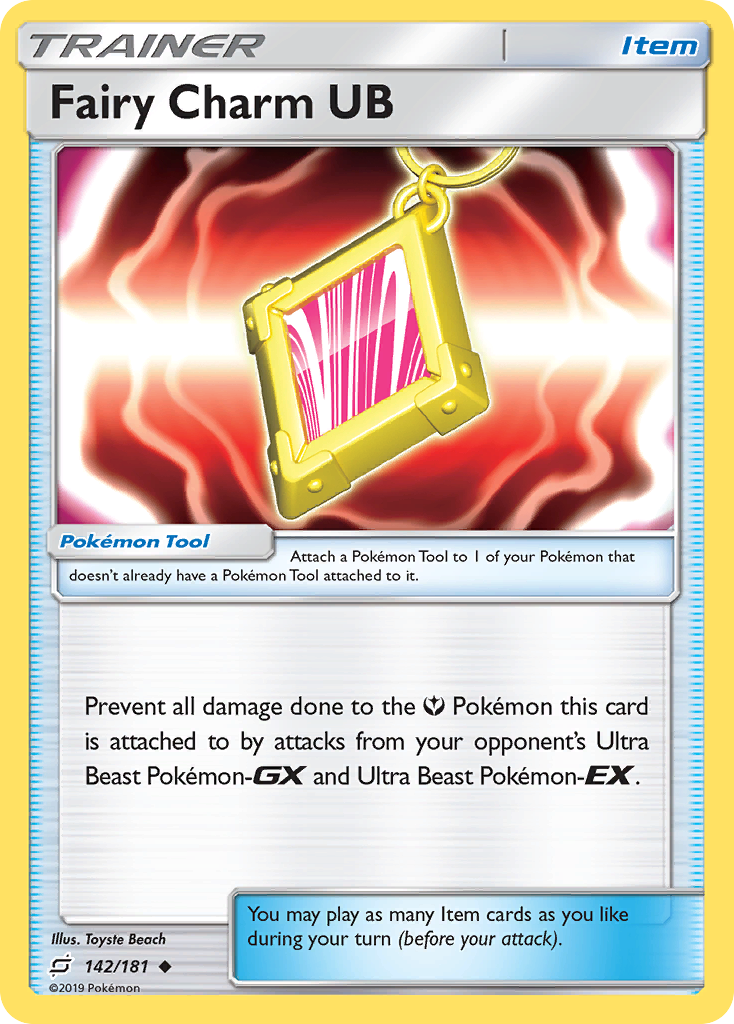 TRAINER
Item
Fairy Charm UB
Pokémon Tool
Attach a Pokémon Tool to 1 of your Pokémon that
doesn't already have a Pokémon Tool attached to it.
Prevent all damage done to the Pokémon this card
is attached to by attacks from your opponent's Ultra
Beast Pokémon-GX and Ultra Beast Pokémon-EX.
You may play as many Item cards as you like
during your turn (before your attack).
Illus. Toyste Beach
142/181
©2019 Pokémon